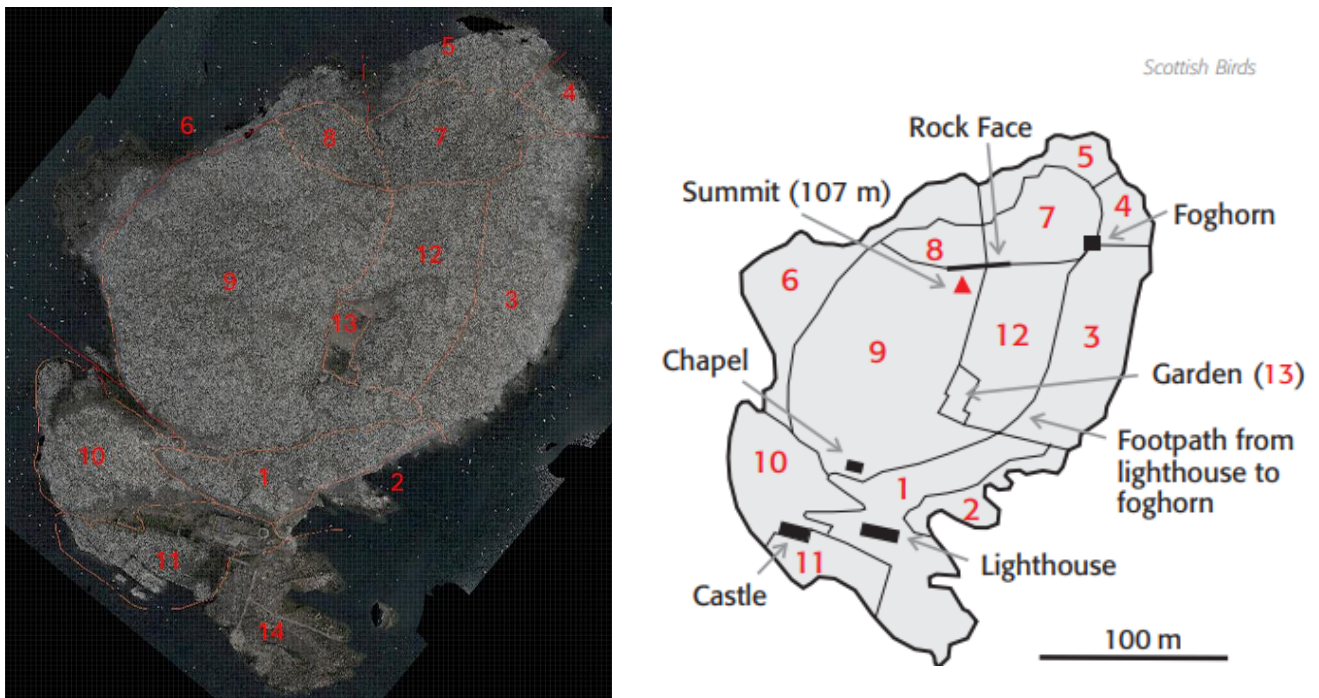 5
4
6
8
7
9
12
3
13
10
1
2
11
14
Scottish Birds
Rock Face
5
Summit (107 m)
4
7
Foghorn
8
6
12
3
9
Chapel
Garden (13)
Footpath from
lighthouse to
foghorn
10
1
2
Lighthouse
11
Castle
100 m